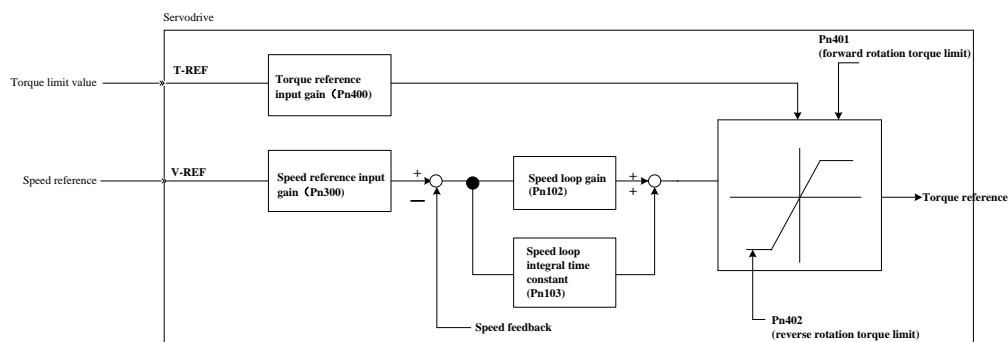 Servodrive
Pn401
(forward rotation torque limit)
T-REF
Torque limit value
Torque reference
input gain（Pn400)
V-REF
Speed reference
Speed reference input
gain（Pn300)
+
−
Speed loop gain
(Pn102)
+
+
Torque reference
Speed loop
integral time
constant
(Pn103)
Speed feedback
Pn402
(reverse rotation torque limit)